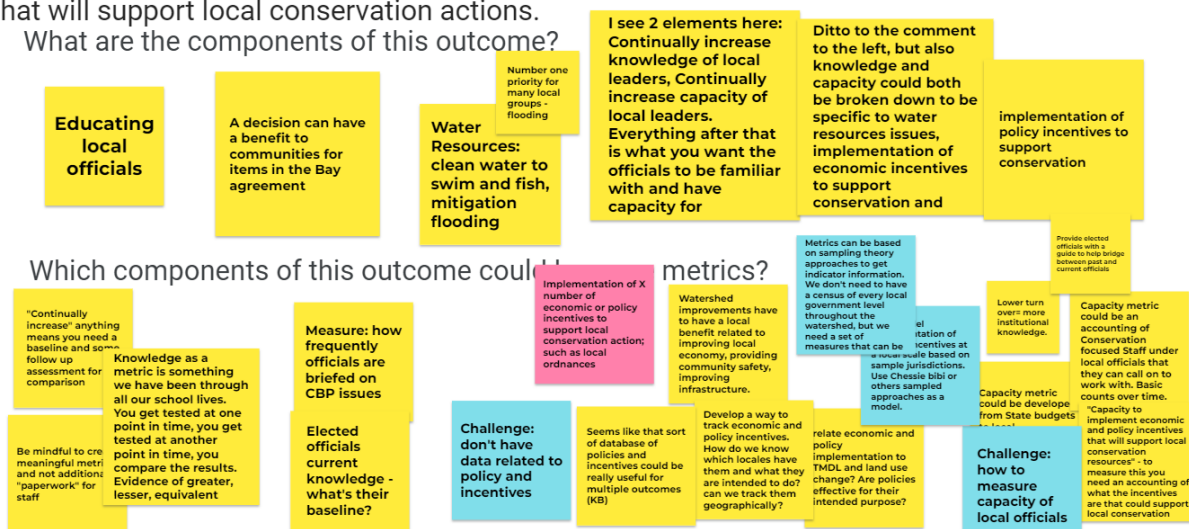 hat will support local conservation actions.
What are the components of this outcome?
Educating
local
officials
A decision can have
a benefit to
communities for
items in the Bay
agreement
Number one
priority for
many local
groups -
flooding
Water
Resources:
clean water to
swim and fish,
mitigation
flooding
I see 2 elements here:
Continually increase
knowledge of local
leaders, Continually
increase capacity of
local leaders.
Everything after that
is what you want the
officials to be familiar
with and have
capacity for
Ditto to the comment
to the left, but also
knowledge and
capacity could both
be broken down to be
specific to water
resources issues,
implementation of
economic incentives
to support
conservation and
implementation of
policy incentives to
support
conservation
Provide elected
officials with a
guide to help bridge
between past and
current officials
Which components of this outcome could metrics?
"Continually
increase" anything
means you need a
baseline and some
follow up
assessment for
comparison
Knowledge as a
metric is something
we have been through
all our school lives.
You get tested at one
point in time, you get
tested at another
point in time, you
compare the results.
Evidence of greater,
lesser, equivalent
Be mindful to cre
meaningful metri
and not additiona
"paperwork" for
staff
Measure: how
frequently
officials are
briefed on
CBP issues
Elected
officials
current
knowledge -
what's their
baseline?
Challenge:
don't have
data related to
policy and
incentives
Implementation of X
number of
economic or policy
incentives to
support local
conservation action;
such as local
ordnances
Seems like that sort
of database of
policies and
incentives could be
really useful for
multiple outcomes
(KB)
Watershed
improvements have
to have a local
benefit related to
improving local
economy, providing
community safety,
improving
infrastructure.
Develop a way to
track economic and
policy incentives.
How do we know
which locales have
them and what they
are intended to do?
can we track them
geographically?
Metrics can be based
on sampling theory
approaches to get
indicator information.
We don't need to have
a census of every local
government level
throughout the
watershed, but we
need a set of
measures that can be
el
ntation of
incentives at
a local scale based on
sample jurisdictions.
Use Chessie bibi or
others sampled
approaches as a
model.
relate economic and
policy
implementation to
TMDL and land use
change? Are policies
effective for their
intended purpose?
Lower turn
over= more
institutional
knowledge.
Capacity metric
could be develope
from State budgets
to local
Challenge:
how to
measure
capacity of
local officials
Capacity metric
could be an
accounting of
Conservation
focused Staff under
local officials that
they can call on to
work with. Basic
counts over time.
"Capacity to
implement economic
and policy incentives
that will support local
conservation
resources" - to
measure this you
need an accounting of
what the incentives
are that could support
local conservation